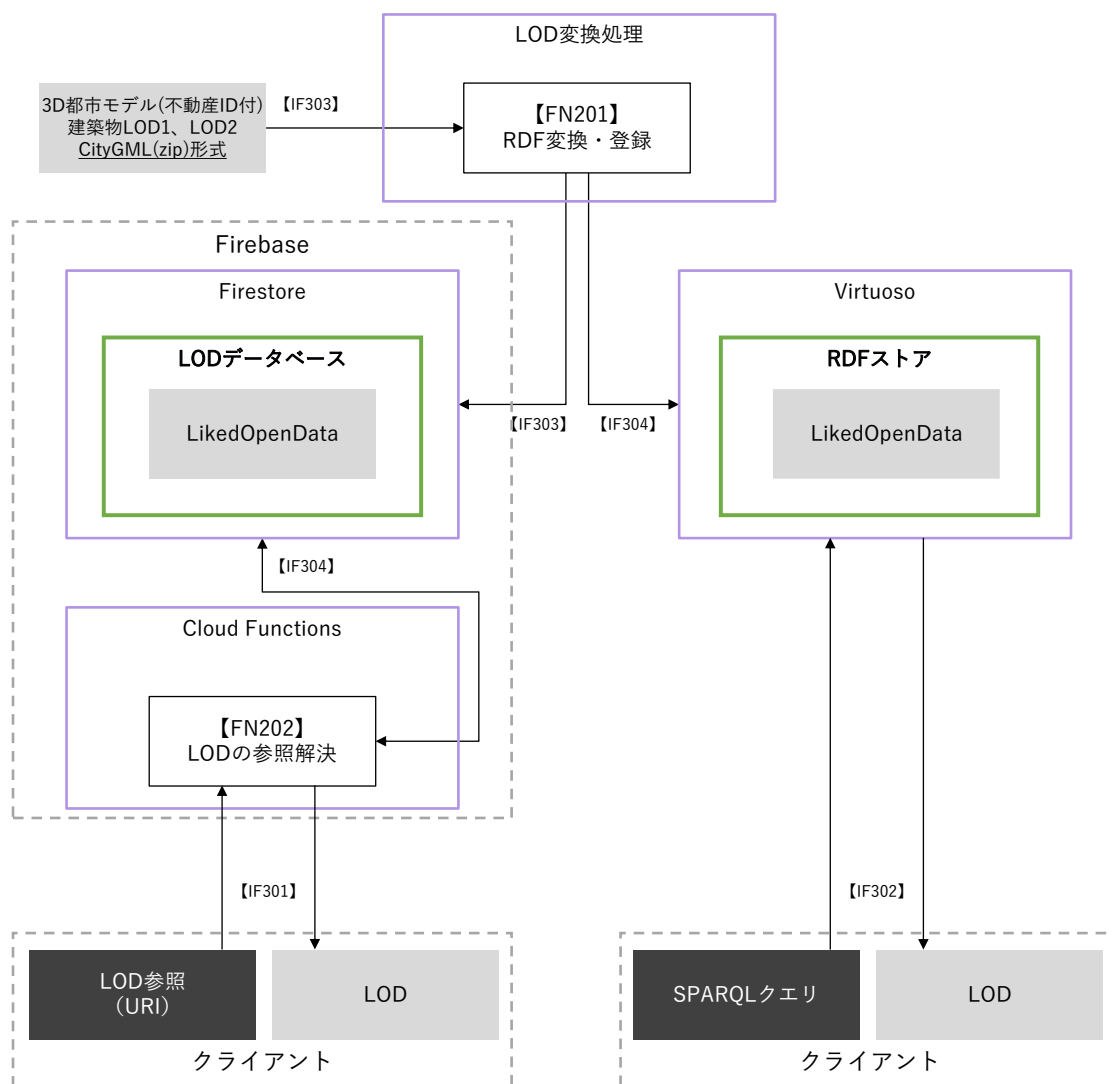 LOD変換処理
3D都市モデル(不動産ID付)
建築物LOD1、LOD2
CityGML(zip)形式
【IF303】
【FN201】
RDF変換・登録
Firebase
Firestore
LODデータベース
LikedOpenData
Virtuoso
RDFストア
LikedOpenData
【IF303】
【IF304】
【IF304】
Cloud Functions
【FN202】
LODの参照解決
【IF301】
【IF302】
LOD参照
（URI）
LOD
クライアント
SPARQLクエリ
LOD
クライアント